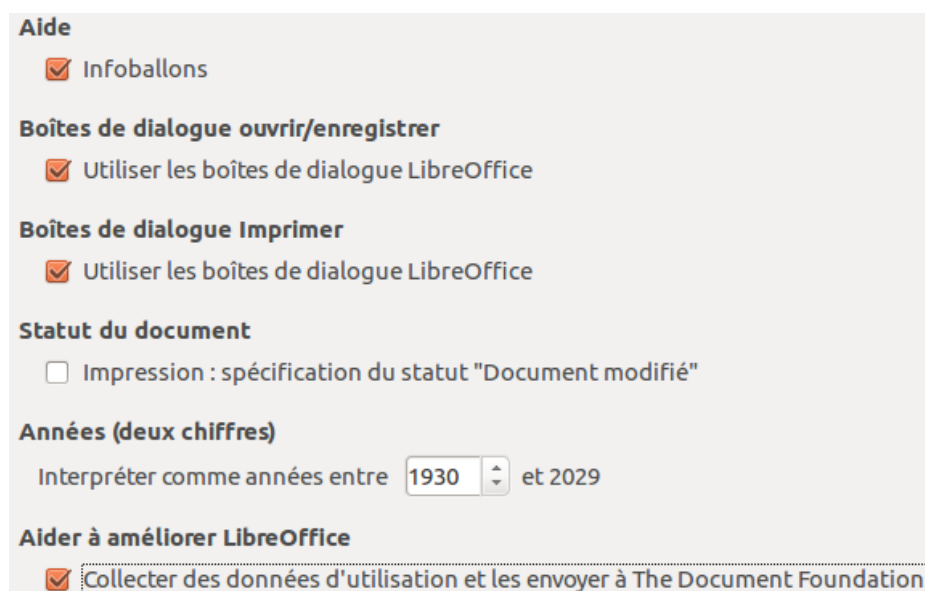 Aide
Infoballons
Boîtes de dialogue ouvrir/enregistrer
Utiliser les boîtes de dialogue LibreOffice
Boîtes de dialogue Imprimer
Utiliser les boîtes de dialogue LibreOffice
Statut du document
Impression : spécification du statut "Document modifié"
Années (deux chiffres)
Interpréter comme années entre 1930 et 2029
Aider à améliorer LibreOffice
Collecter des données d'utilisation et les envoyer à The Document Foundation